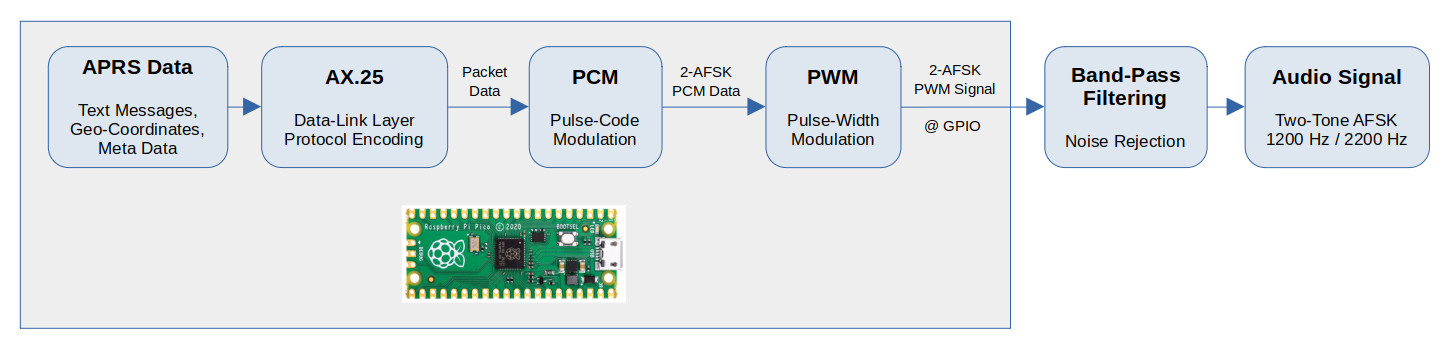 APRS Data
Text Messages,
Geo-Coordinates,
Meta Data
AX.25
Data-Link Layer
Protocol Encoding
Packet
Data
PCM
Pulse-Code
Modulation
2-AFSK
PCM Data
PWM
Pulse-Width
Modulation
2-AFSK
PWM Signal
@ GPIO
Band-Pass
Filtering
Noise Rejection
Audio Signal
Two-Tone AFSK
1200 Hz / 2200 Hz
Raspberry Pi Pico © 2020
BOOTSEL